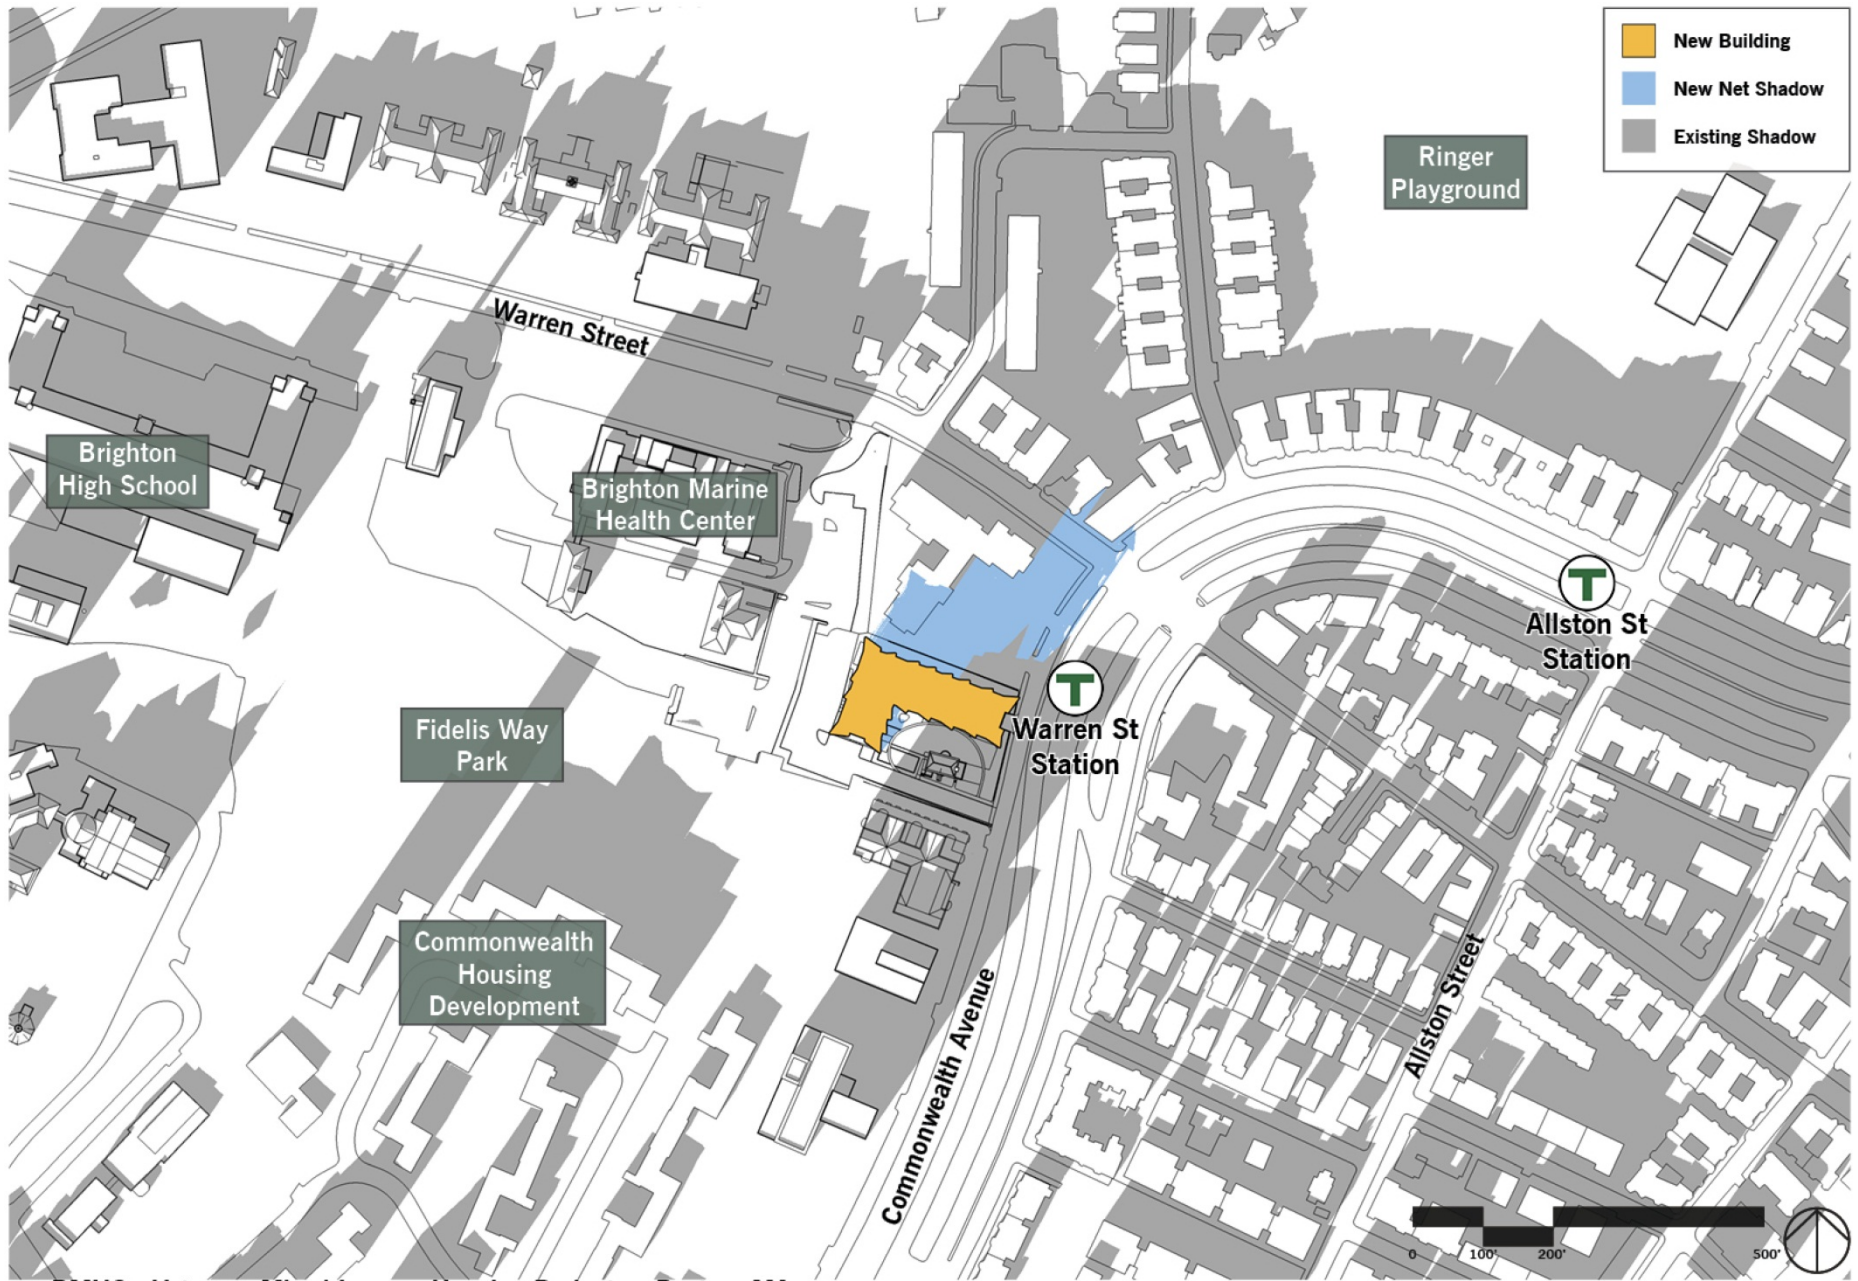 New Building
New Net Shadow
Existing Shadow
Ringer
Playground
Warren Street
Brighton
High School
Brighton Marine
Health Center
T
Allston St
Station
T
Warren St
Station
Fidelis Way
Park
Commonwealth
Housing
Development
Commonwealth Avenue
Allston Street
0 100' 200' 500'